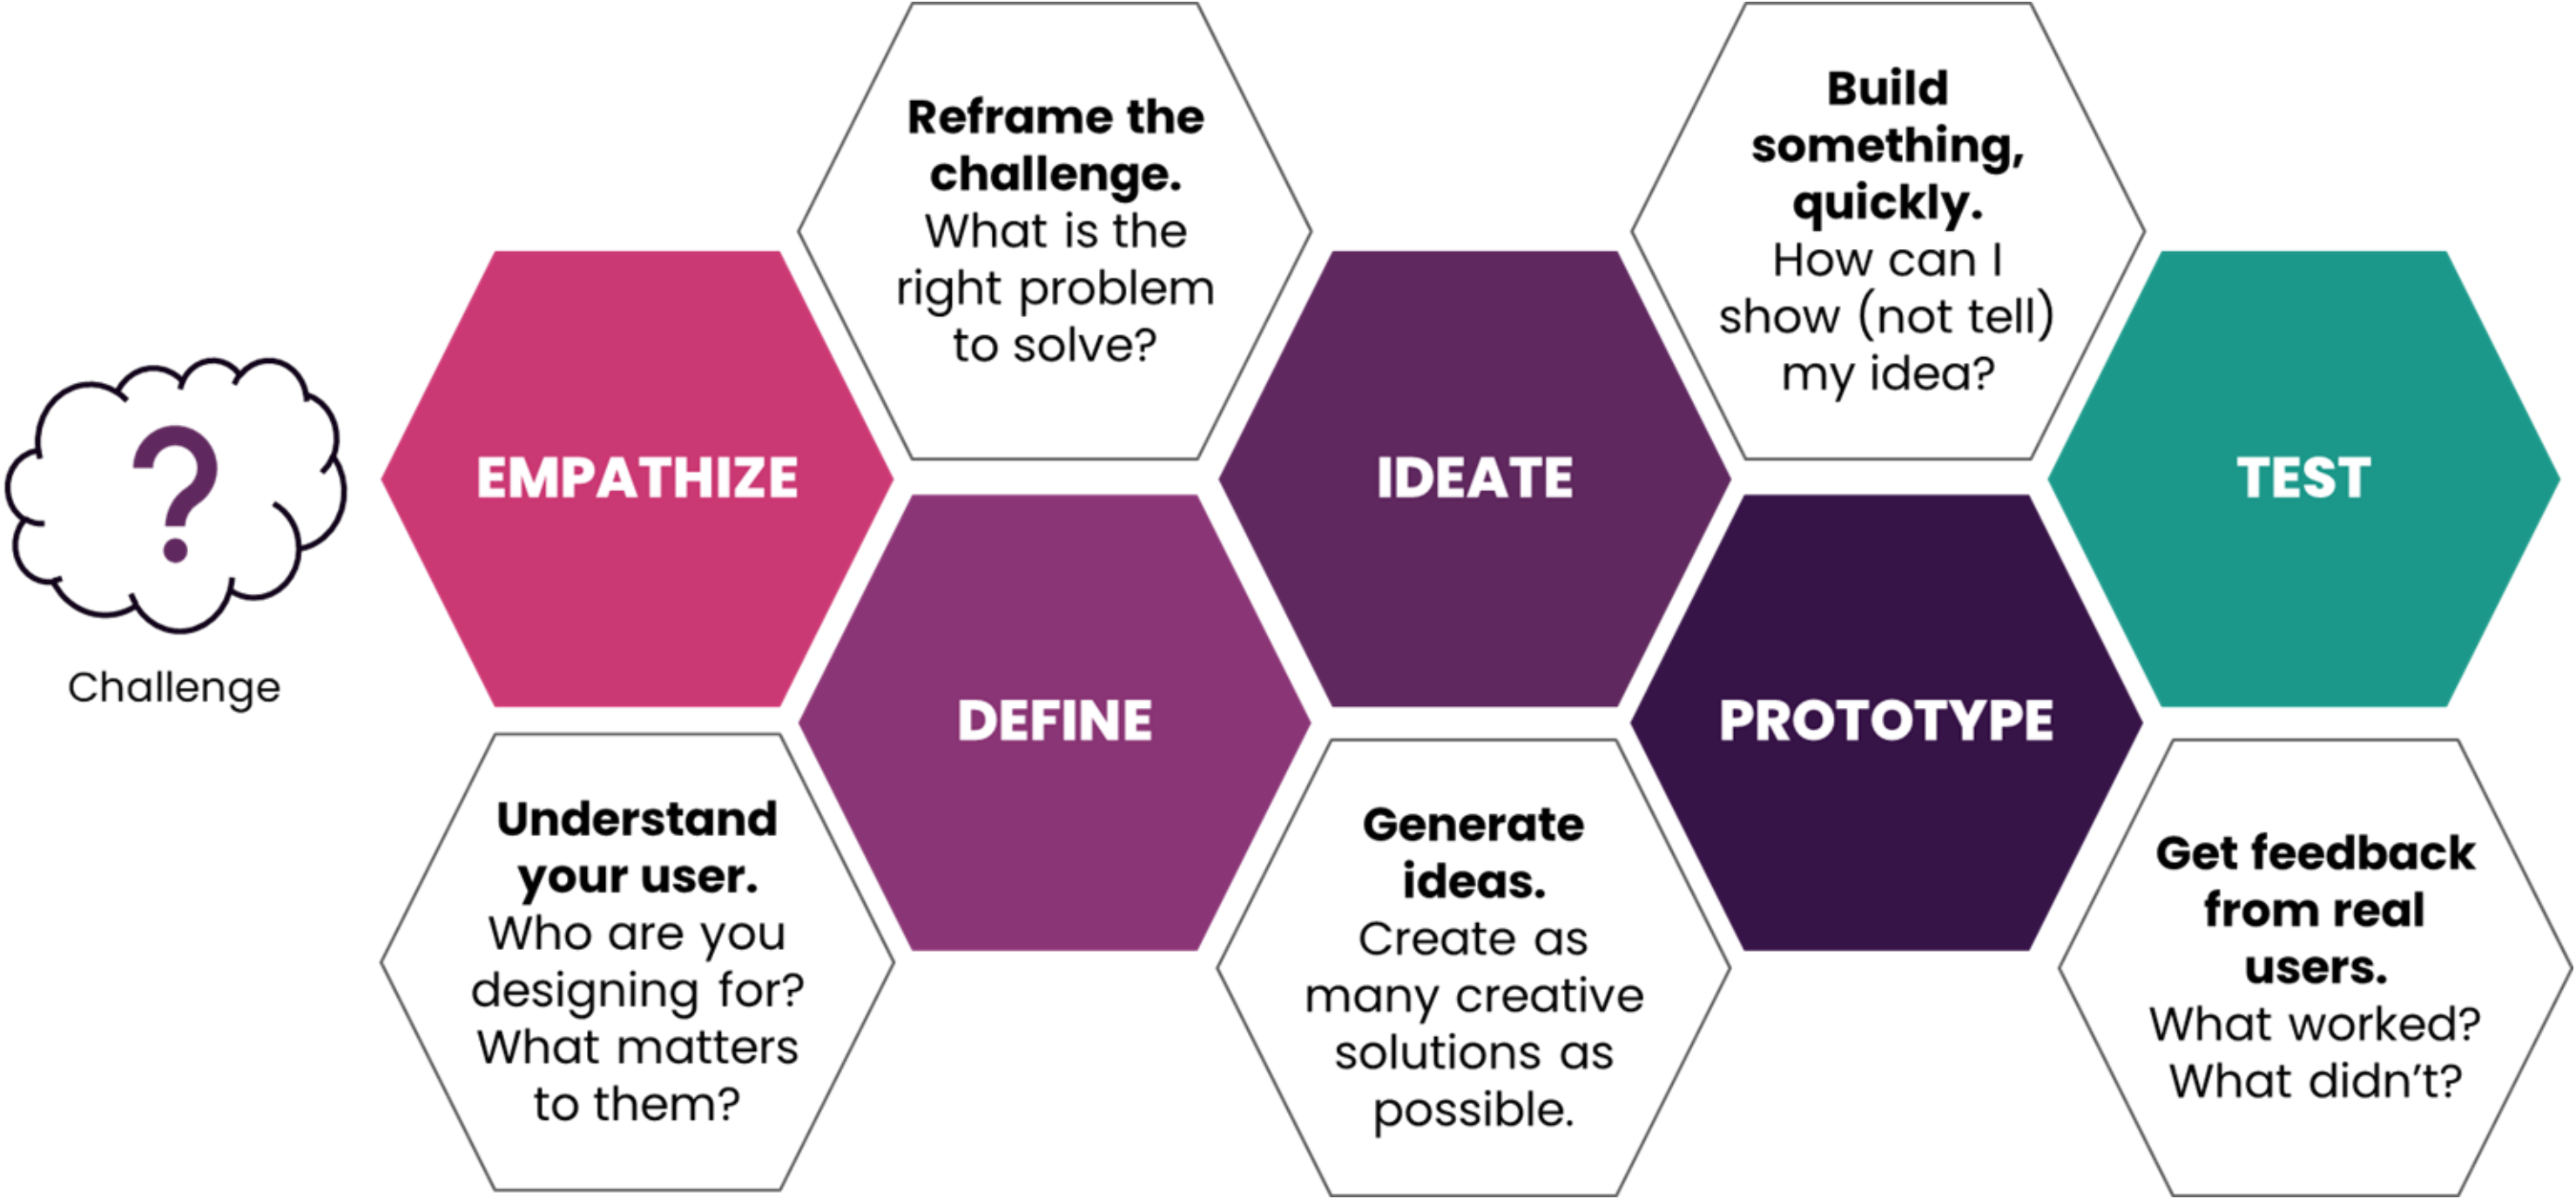 ?
Challenge
EMPATHIZE
Understand
your user.
Who are you
designing for?
What matters
to them?
Reframe the
challenge.
What is the
right problem
to solve?
DEFINE
IDEATE
Generate
ideas.
Create as
many creative
solutions as
possible.
Build
something,
quickly.
How can I
show (not tell)
my idea?
PROTOTYPE
TEST
Get feedback
from real
users.
What worked?
What didn’t?